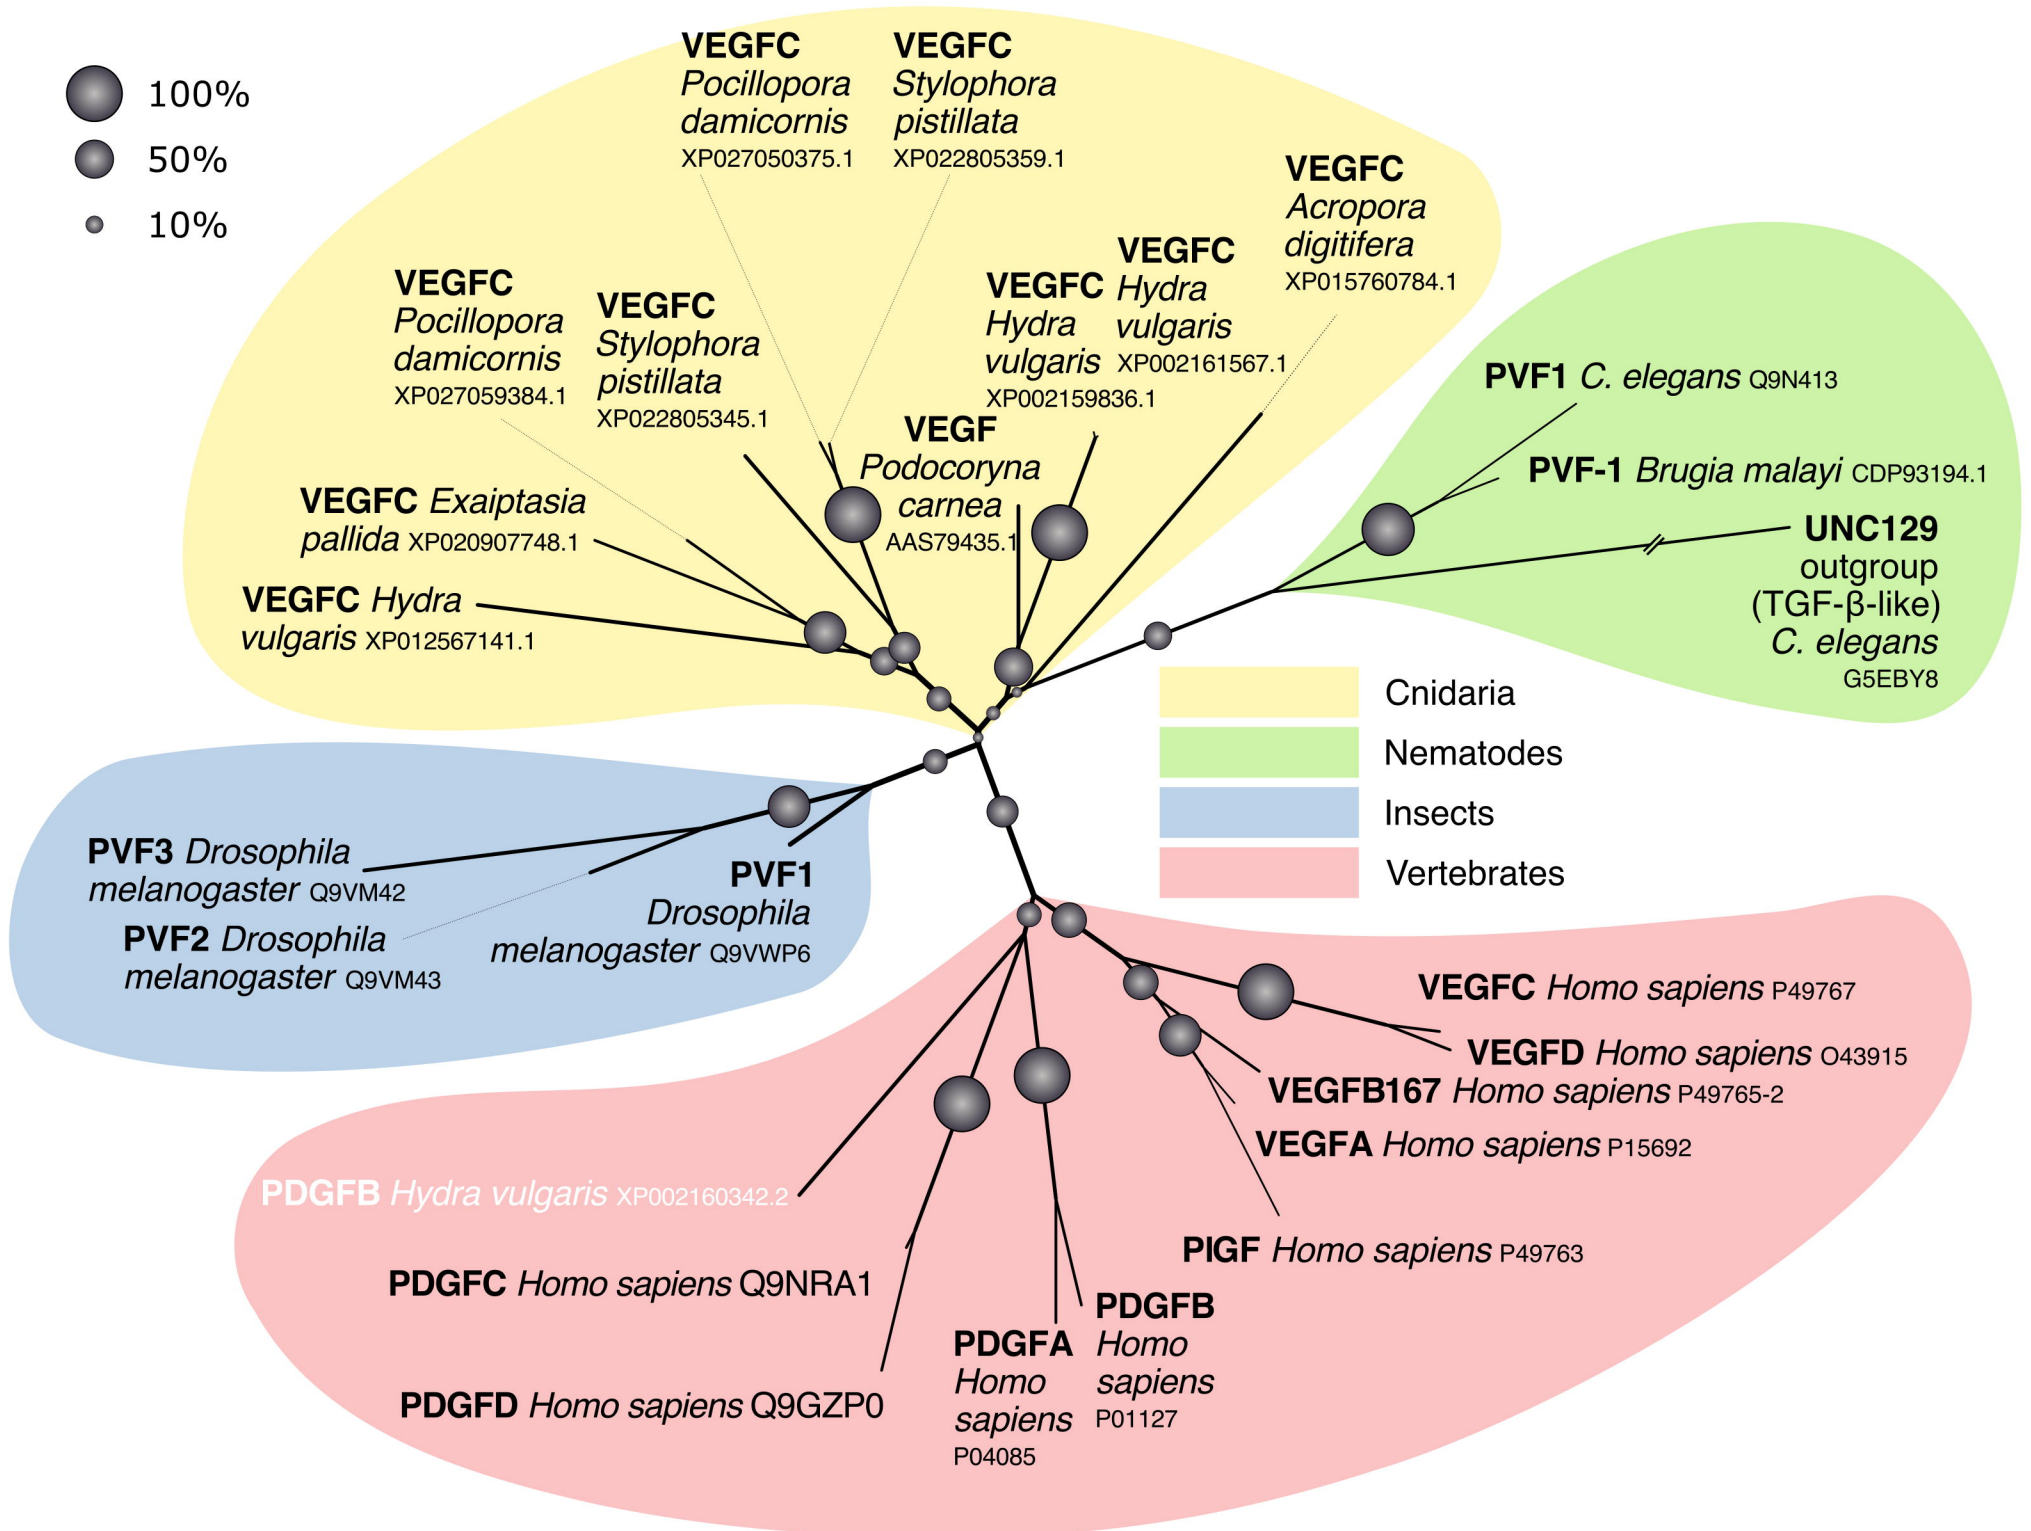 100%
50%
10%
VEGFC
Pocillopora
damicornis
XP027050375.1
VEGFC
Stylophora
pistillata
XP022805359.1
VEGFC
Acropora
digitifera
XP015760784.1
VEGFC
Hydra
vulgaris
XP002161567.1
VEGFC
Hydra
vulgaris
XP002159836.1
VEGFC
Pocillopora
damicornis
XP027059384.1
VEGFC
Stylophora
pistillata
XP022805345.1
VEGF
Podocoryna
carnea
AAS79435.1
VEGFC Exaiptasia
pallida XP020907748.1
VEGFC Hydra
vulgaris XP012567141.1
PVF1 C. elegans Q9N413
PVF-1 Brugia malayi CDP93194.1
UNC129
outgroup
(TGF-β-like)
C. elegans
G5EBY8
Cnidaria
Nematodes
Insects
Vertebrates
PVF3 Drosophila
melanogaster Q9VM42
PVF2 Drosophila
melanogaster Q9VM43
PVF1
Drosophila
melanogaster Q9VWP6
VEGFC Homo sapiens P49767
VEGFD Homo sapiens O43915
VEGFB167 Homo sapiens P49765-2
VEGFA Homo sapiens P15692
PlGF Homo sapiens P49763
PDGFB Hydra vulgaris XP002160342.2
PDGFC Homo sapiens Q9NRA1
PDGFD Homo sapiens Q9GZP0
PDGFA
Homo
sapiens
P04085
PDGFB
Homo
sapiens
P01127